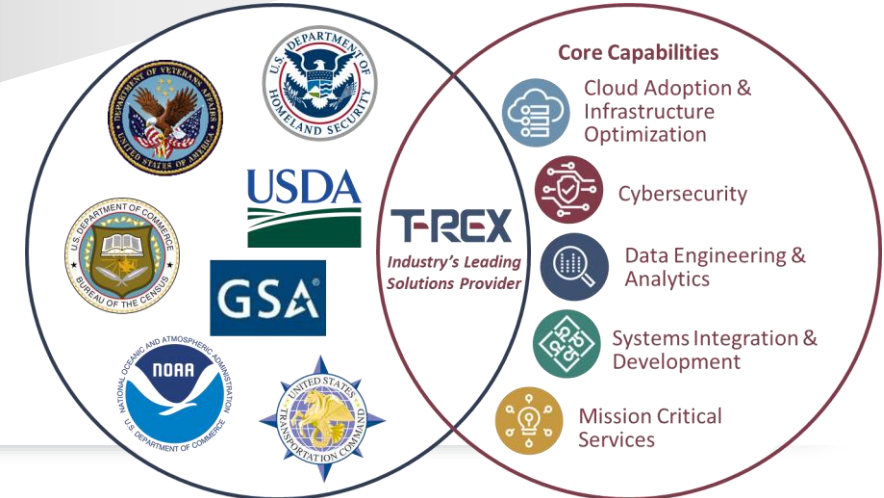 DEPARTMENT OF VETERANS AFFAIRS
UNITED STATES OF AMERICA
U.S. DEPARTMENT OF
HOMELAND SECURITY
USDA
U.S. DEPARTMENT OF COMMERCE
BUREAU OF THE CENSUS
GSA®
NATIONAL OCEANIC AND ATMOSPHERIC ADMINISTRATION
NOAA
U.S. DEPARTMENT OF COMMERCE
UNITED STATES
TRANSPORTATION COMMAND
T-REX
Industry's Leading
Solutions Provider
Core Capabilities
Cloud Adoption &
Infrastructure
Optimization
Cybersecurity
Data Engineering &
Analytics
Systems Integration &
Development
Mission Critical
Services